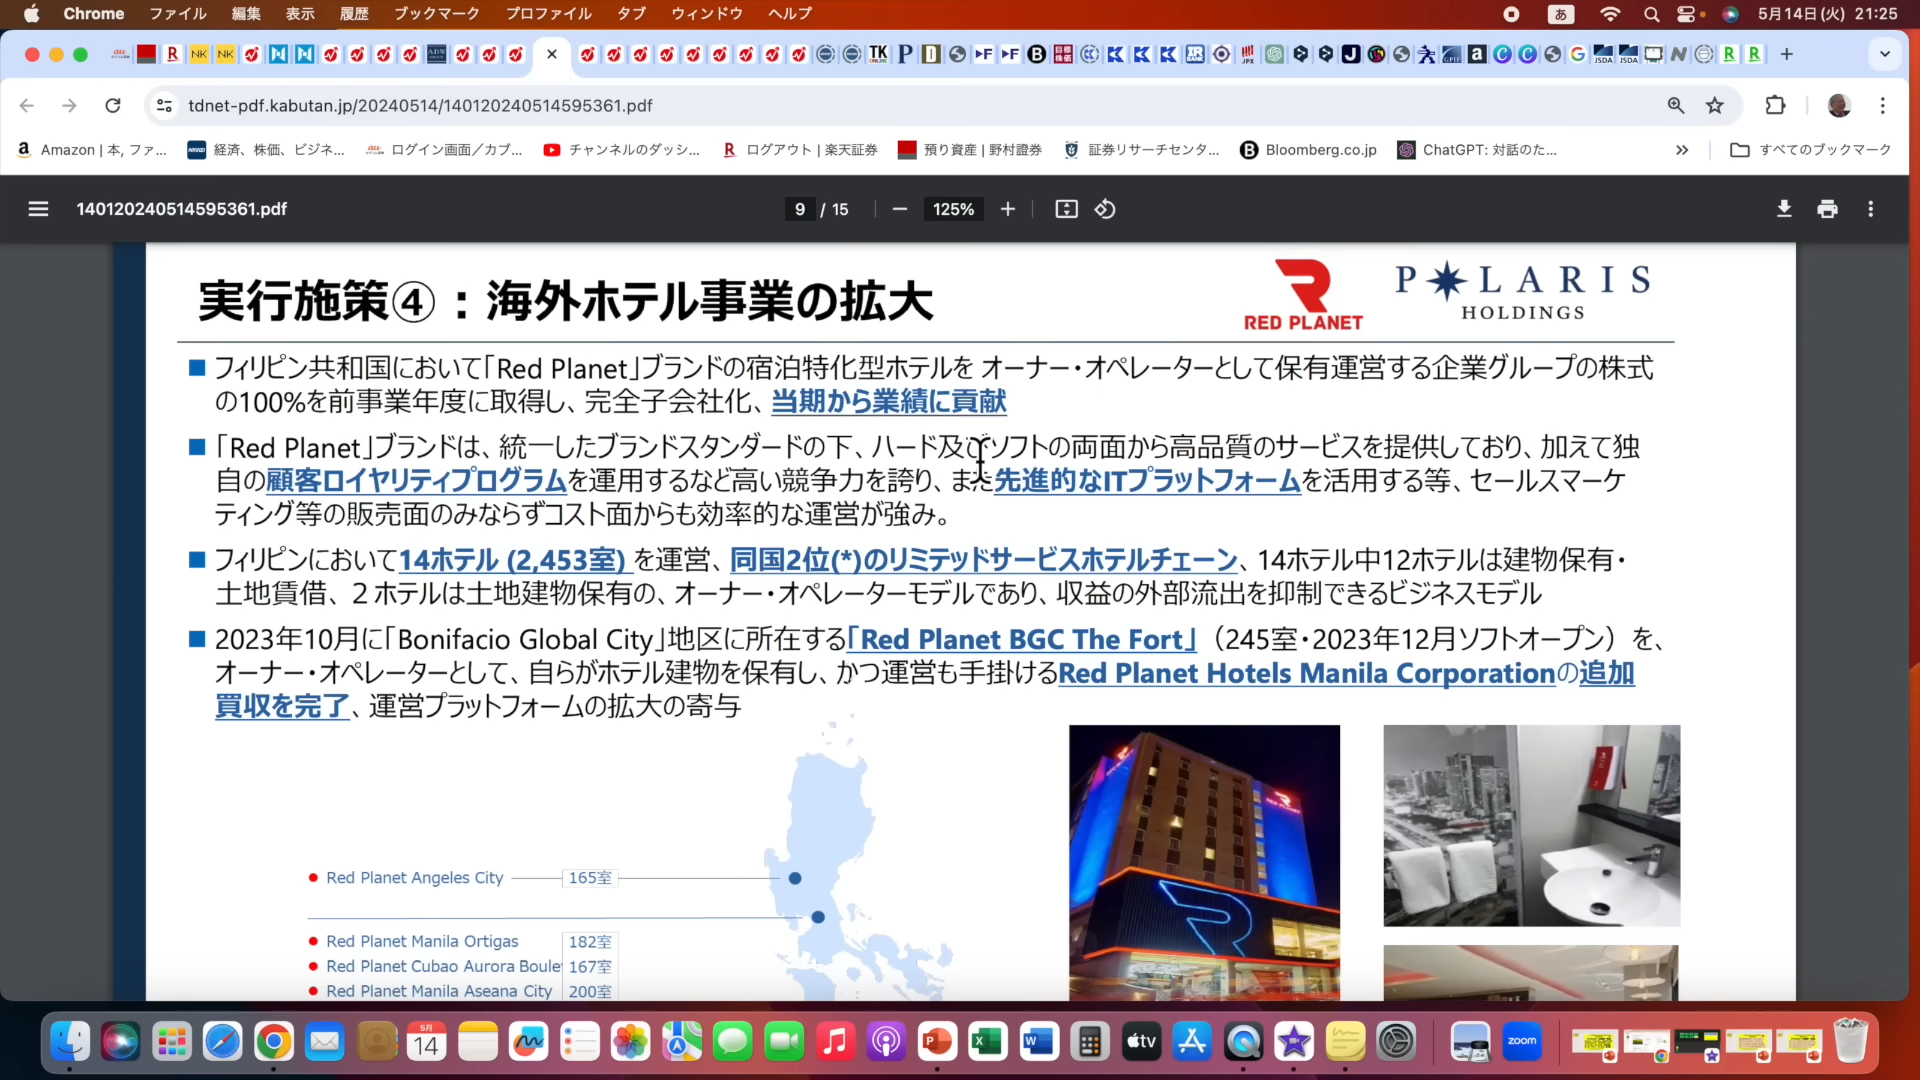 Chrome ファイル 編集 表示 履歴 ブックマーク プロファイル タブ ウィンドウ ヘルプ あ 5月14日(火) 21:25
tdnet-pdf.kabutan.jp/20240514/140120240514595361.pdf
Amazon | 本, ファ... 経済、株価、ビジネ... ログイン画面／カブ... チャンネルのダッシ... ログアウト | 楽天証券 預り資産 | 野村證券 証券リサーチセンタ... Bloomberg.co.jp ChatGPT: 対話のた... » すべてのブックマーク
140120240514595361.pdf 9 / 15 125%
実行施策④：海外ホテル事業の拡大
RED PLANET
POLARIS
HOLDINGS
フィリピン共和国において「Red Planet」ブランドの宿泊特化型ホテルを オーナー・オペレーターとして保有運営する企業グループの株式
の100%を前事業年度に取得し、完全子会社化、当期から業績に貢献
「Red Planet」ブランドは、統一したブランドスタンダードの下、ハード及びソフトの両面から高品質のサービスを提供しており、加えて独
自の顧客ロイヤリティプログラムを運用するなど高い競争力を誇り、また先進的なITプラットフォームを活用する等、セールスマーケ
ティング等の販売面のみならずコスト面からも効率的な運営が強み。
フィリピンにおいて14ホテル (2,453室) を運営、同国2位(*)のリミテッドサービスホテルチェーン、14ホテル中12ホテルは建物保有・
土地賃借、２ホテルは土地建物保有の、オーナー・オペレーターモデルであり、収益の外部流出を抑制できるビジネスモデル
2023年10月に「Bonifacio Global City」地区に所在する「Red Planet BGC The Fort」（245室・2023年12月ソフトオープン）を、
オーナー・オペレーターとして、自らがホテル建物を保有し、かつ運営も手掛けるRed Planet Hotels Manila Corporationの追加
買収を完了、運営プラットフォームの拡大の寄与
Red Planet Angeles City 165室
Red Planet Manila Ortigas 182室
Red Planet Cubao Aurora Boule 167室
Red Planet Manila Aseana City 200室
RED PLANET
5月
14
tv
zoom